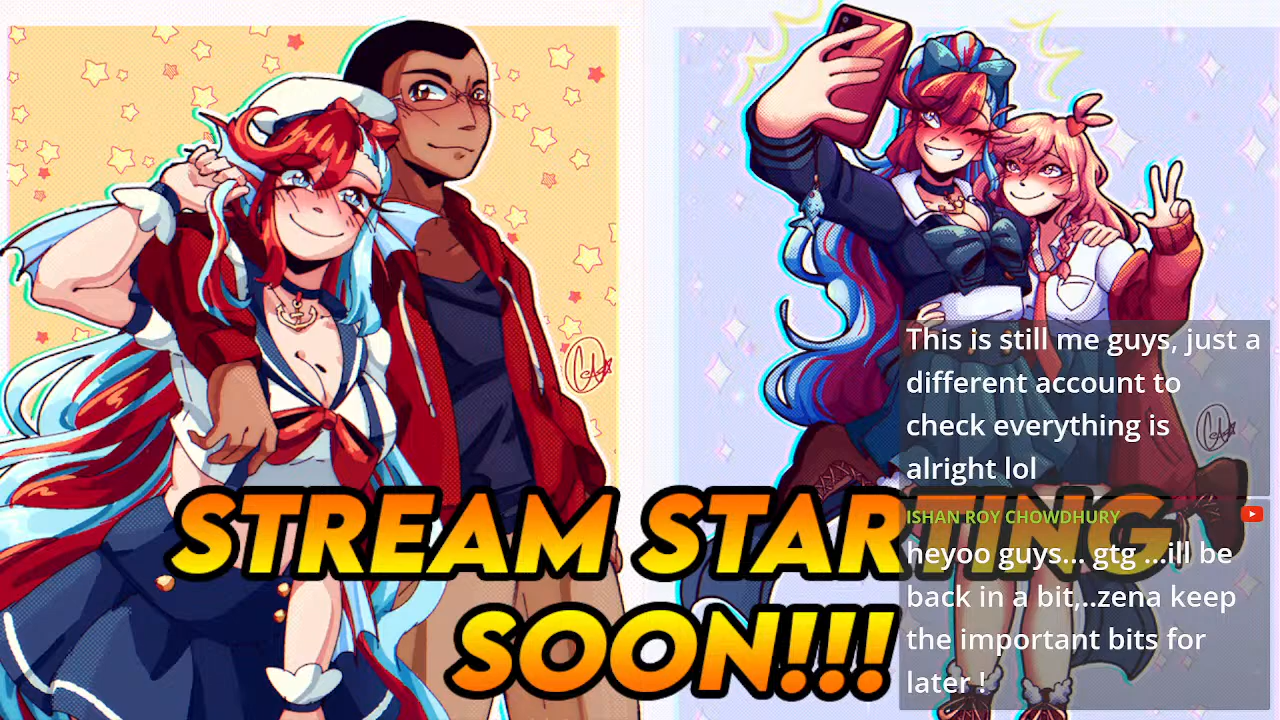 This is still me guys, just a
different account to
check everything is
alright lol
STREAM STARTING
SOON!!!
ISHAN ROY CHOWDHURY
heyoo guys... gtg ...ill be
back in a bit,..zena keep
the important bits for
later !